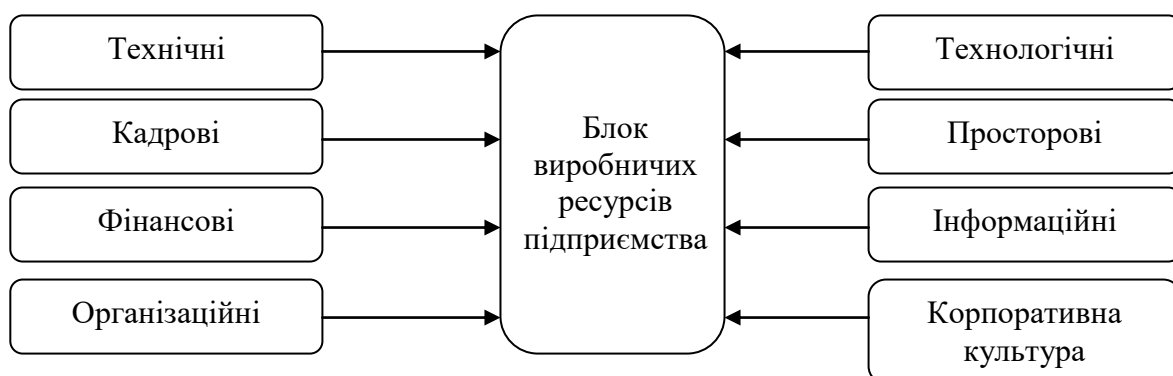 Технічні
Кадрові
Фінансові
Організаційні
Блок
виробничих
ресурсів
підприємства
Технологічні
Просторові
Інформаційні
Корпоративна
культура